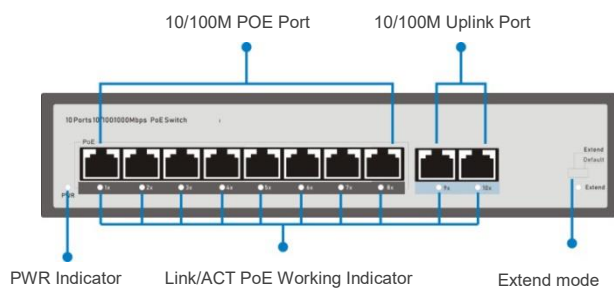 10/100M POE Port
10/100M Uplink Port
10 Ports 10/100/1000Mbps PoE Switch
PoE
Extend
Default
1x 2x 3x 4x 5x 6x 7x 8x 9x 10x
Extend
PWR
PWR Indicator
Link/ACT PoE Working Indicator
Extend mode